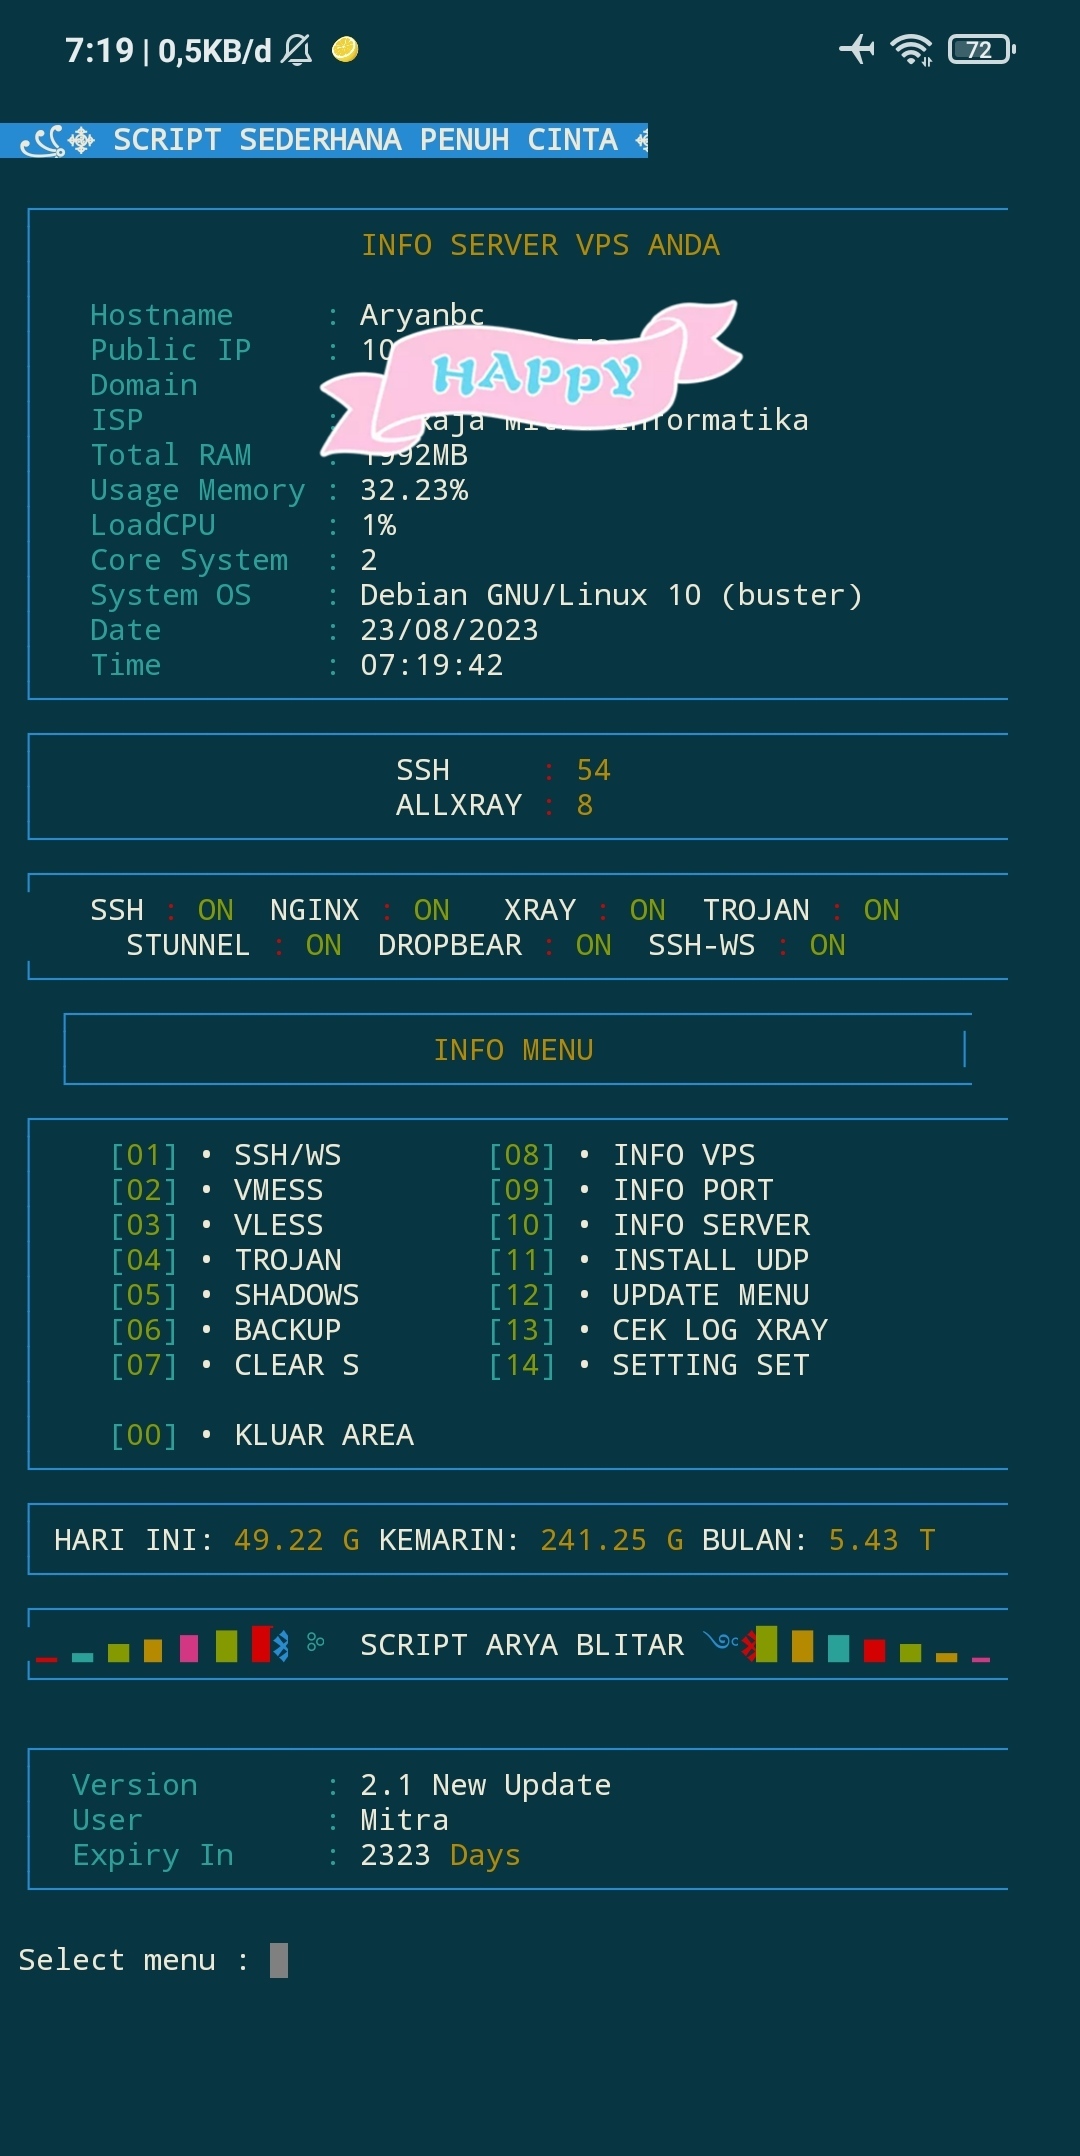 7:19 | 0,5KB/d
72
SCRIPT SEDERHANA PENUH CINTA
INFO SERVER VPS ANDA
Hostname : Aryanbc
Public IP : 10
HAppy
Domain
ISP : Informatika
Total RAM : 1992MB
Usage Memory : 32.23%
LoadCPU : 1%
Core System : 2
System OS : Debian GNU/Linux 10 (buster)
Date : 23/08/2023
Time : 07:19:42
SSH : 54
ALLXRAY : 8
SSH : ON NGINX : ON XRAY : ON TROJAN : ON
STUNNEL : ON DROPBEAR : ON SSH-WS : ON
INFO MENU
[01] • SSH/WS [08] • INFO VPS
[02] • VMESS [09] • INFO PORT
[03] • VLESS [10] • INFO SERVER
[04] • TROJAN [11] • INSTALL UDP
[05] • SHADOWS [12] • UPDATE MENU
[06] • BACKUP [13] • CEK LOG XRAY
[07] • CLEAR S [14] • SETTING SET
[00] • KLUAR AREA
HARI INI: 49.22 G KEMARIN: 241.25 G BULAN: 5.43 T
SCRIPT ARYA BLITAR
Version : 2.1 New Update
User : Mitra
Expiry In : 2323 Days
Select menu :